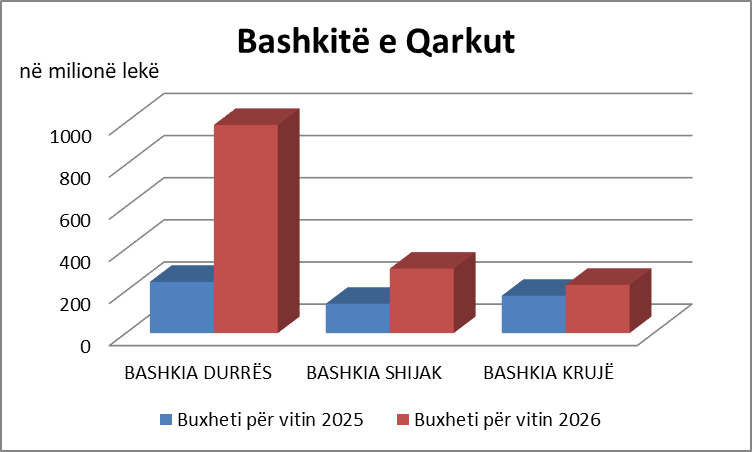 Bashkitë e Qarkut
në milionë lekë
1000
800
600
400
200
0
BASHKIA DURRËS BASHKIA SHIJAK BASHKIA KRUJË
Buxheti për vitin 2025 Buxheti për vitin 2026